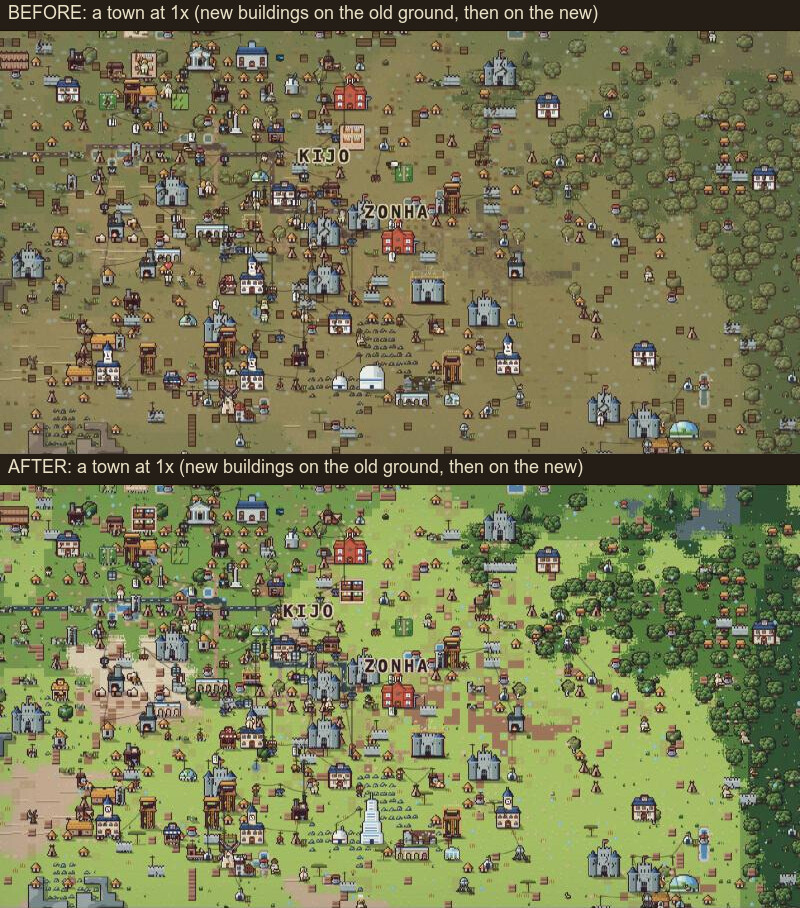 BEFORE: a town at 1x (new buildings on the old ground, then on the new)
KIJO
ZONHA
AFTER: a town at 1x (new buildings on the old ground, then on the new)
KIJO
ZONHA